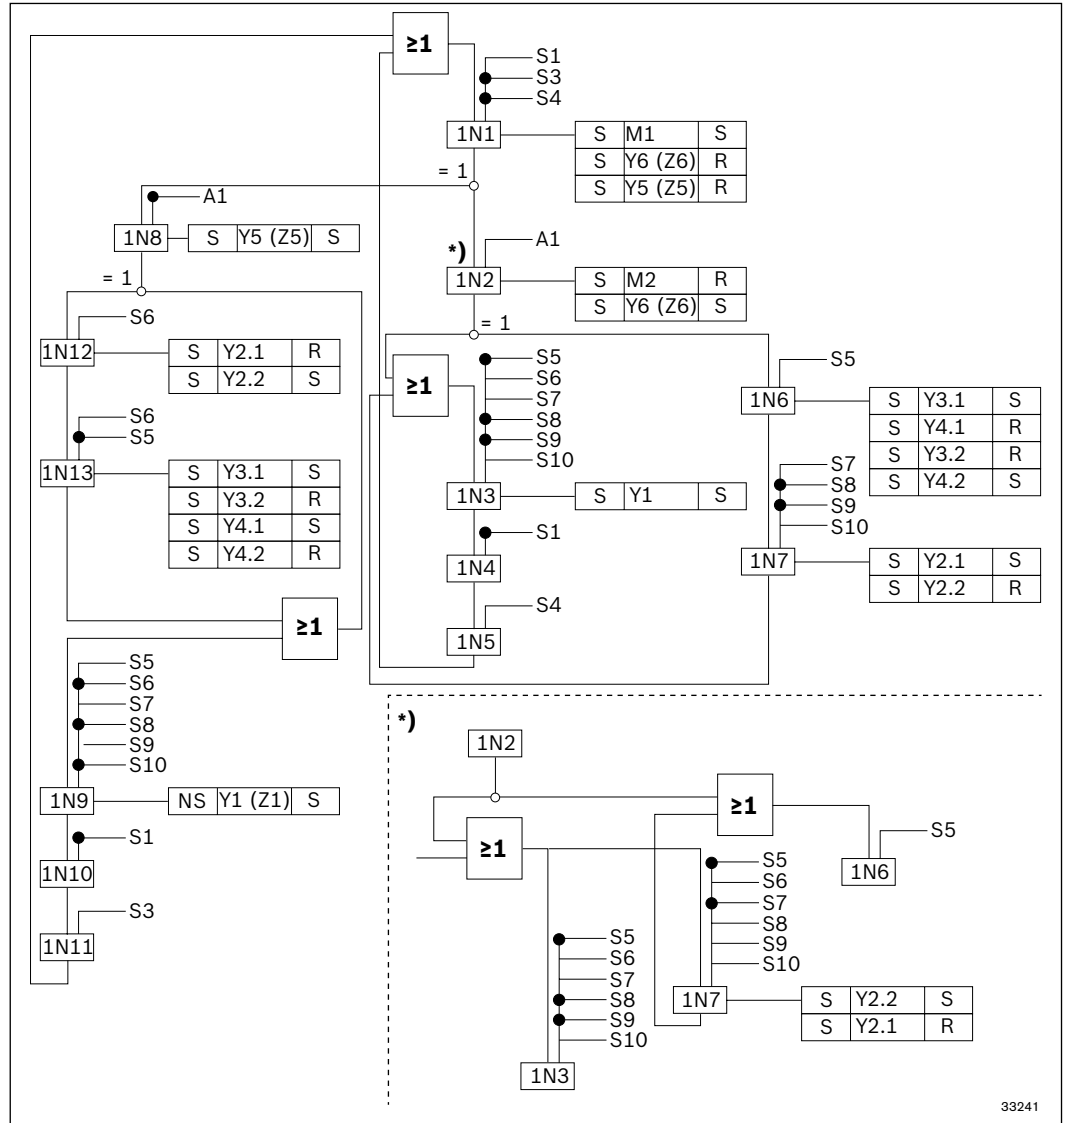 ≥1
S1
S3
S4
1N1
S M1 S
S Y6 (Z6) R
S Y5 (Z5) R
= 1
A1
1N8
S Y5 (Z5) S
= 1
*)
A1
1N2
S M2 R
S Y6 (Z6) S
= 1
S6
1N12
S Y2.1 R
S Y2.2 S
S6
S5
1N13
S Y3.1 S
S Y3.2 R
S Y4.1 S
S Y4.2 R
≥1
≥1
S5
S6
S7
S8
S9
S10
1N3
S Y1 S
S1
1N4
S4
1N5
S5
1N6
S Y3.1 S
S Y4.1 R
S Y3.2 R
S Y4.2 S
S7
S8
S9
S10
1N7
S Y2.1 S
S Y2.2 R
S5
S6
S7
S8
S9
S10
1N9
NS Y1 (Z1) S
S1
1N10
S3
1N11
*)
1N2
≥1
≥1
S5
1N6
S5
S6
S7
S8
S9
S10
1N7
S Y2.2 S
S Y2.1 R
S5
S6
S7
S8
S9
S10
1N3
33241